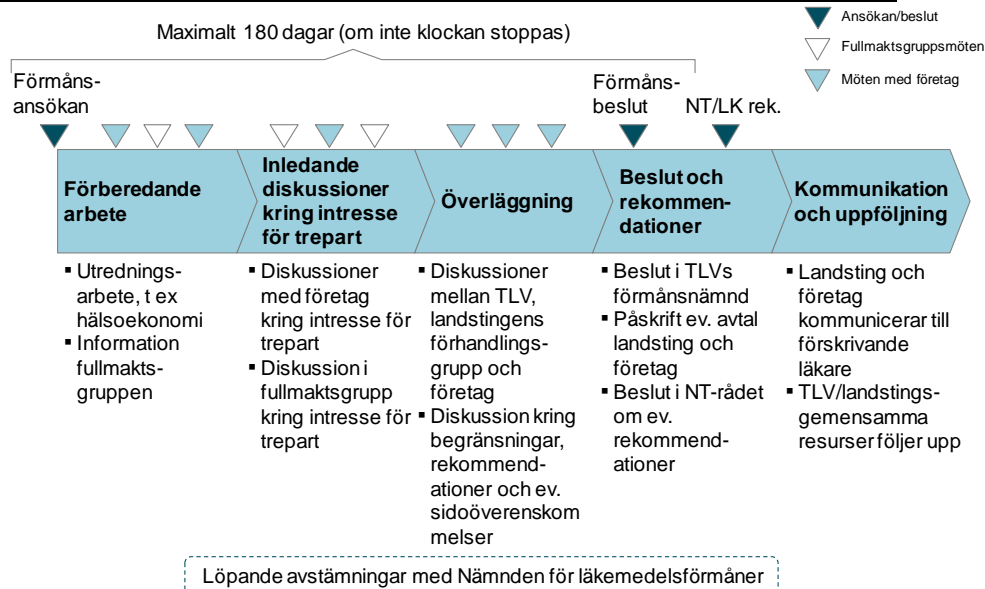 Ansökan/beslut
Fullmaktsgruppsmöten
Möten med företag
Maximalt 180 dagar (om inte klockan stoppas)
Förmåns-
ansökan
Förmåns-
beslut
NT/LK rek.
Förberedande
arbete
Inledande
diskussioner
kring intresse
för trepart
Överläggning
Beslut och
rekommen-
dationer
Kommunikation
och uppföljning
▪ Utrednings-
arbete, t ex
hälsoekonomi
▪ Information
fullmakts-
gruppen
▪ Diskussioner
med företag
kring intresse för
trepart
▪ Diskussion i
fullmaktsgrupp
kring intresse för
trepart
▪ Diskussioner
mellan TLV,
landstingens
förhandlings-
grupp och
företag
▪ Diskussion kring
begränsningar,
rekommend-
ationer och ev.
sidoöverenskom
melser
▪ Beslut i TLVs
förmånsnämnd
▪ Påskrift ev. avtal
landsting och
företag
▪ Beslut i NT-rådet
om ev.
rekommend-
ationer
▪ Landsting och
företag
kommunicerar till
förskrivande
läkare
▪ TLV/landstings-
gemensamma
resurser följer upp
Löpande avstämningar med Nämnden för läkemedelsförmåner